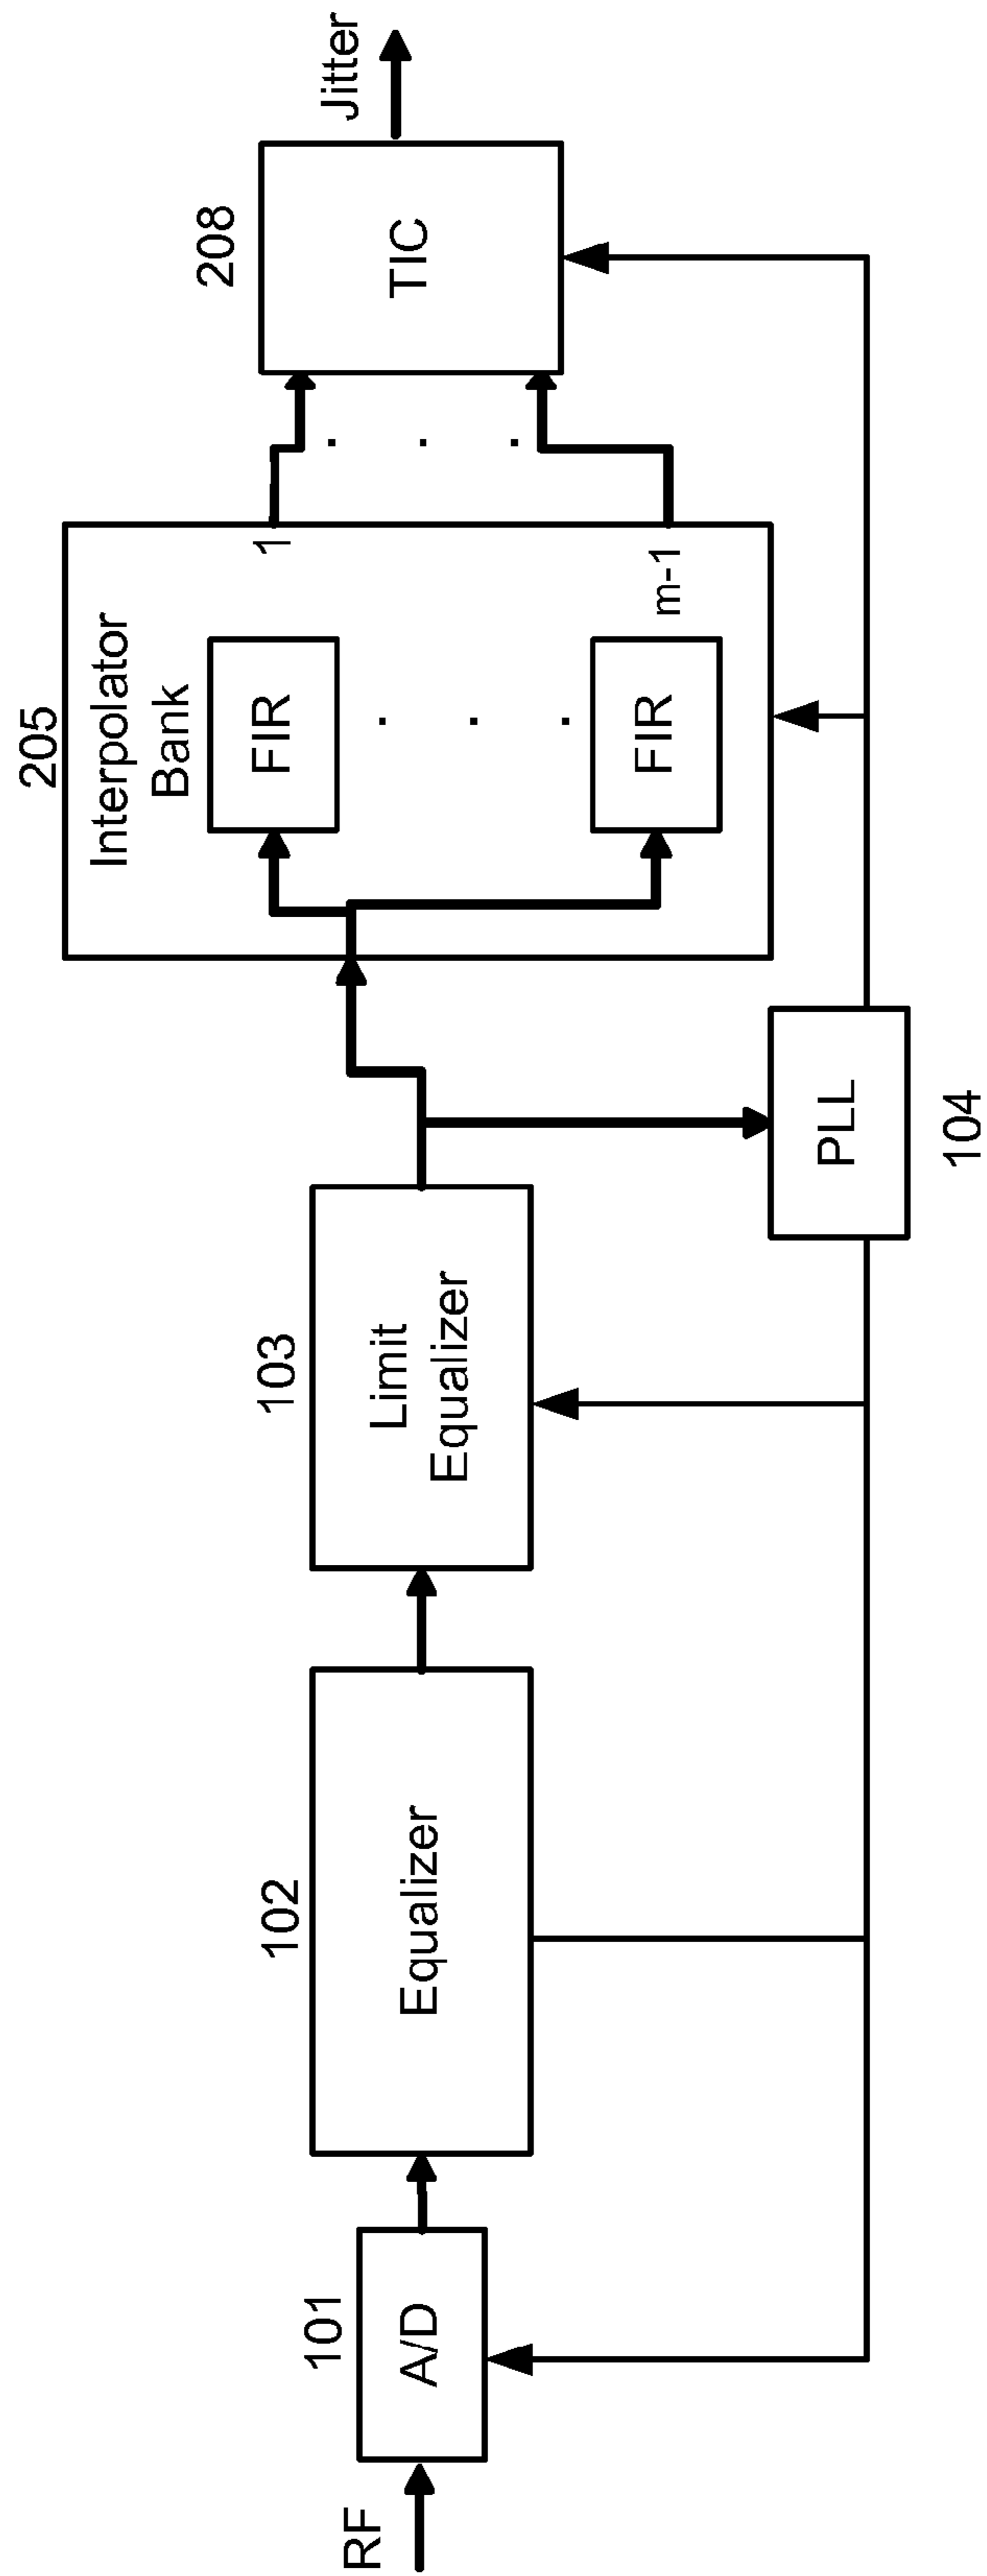 RF
101
A/D
102
Equalizer
103
Limit
Equalizer
PLL
104
205
Interpolator
Bank
FIR
1
.
.
.
FIR
m-1
.
.
.
208
TIC
Jitter